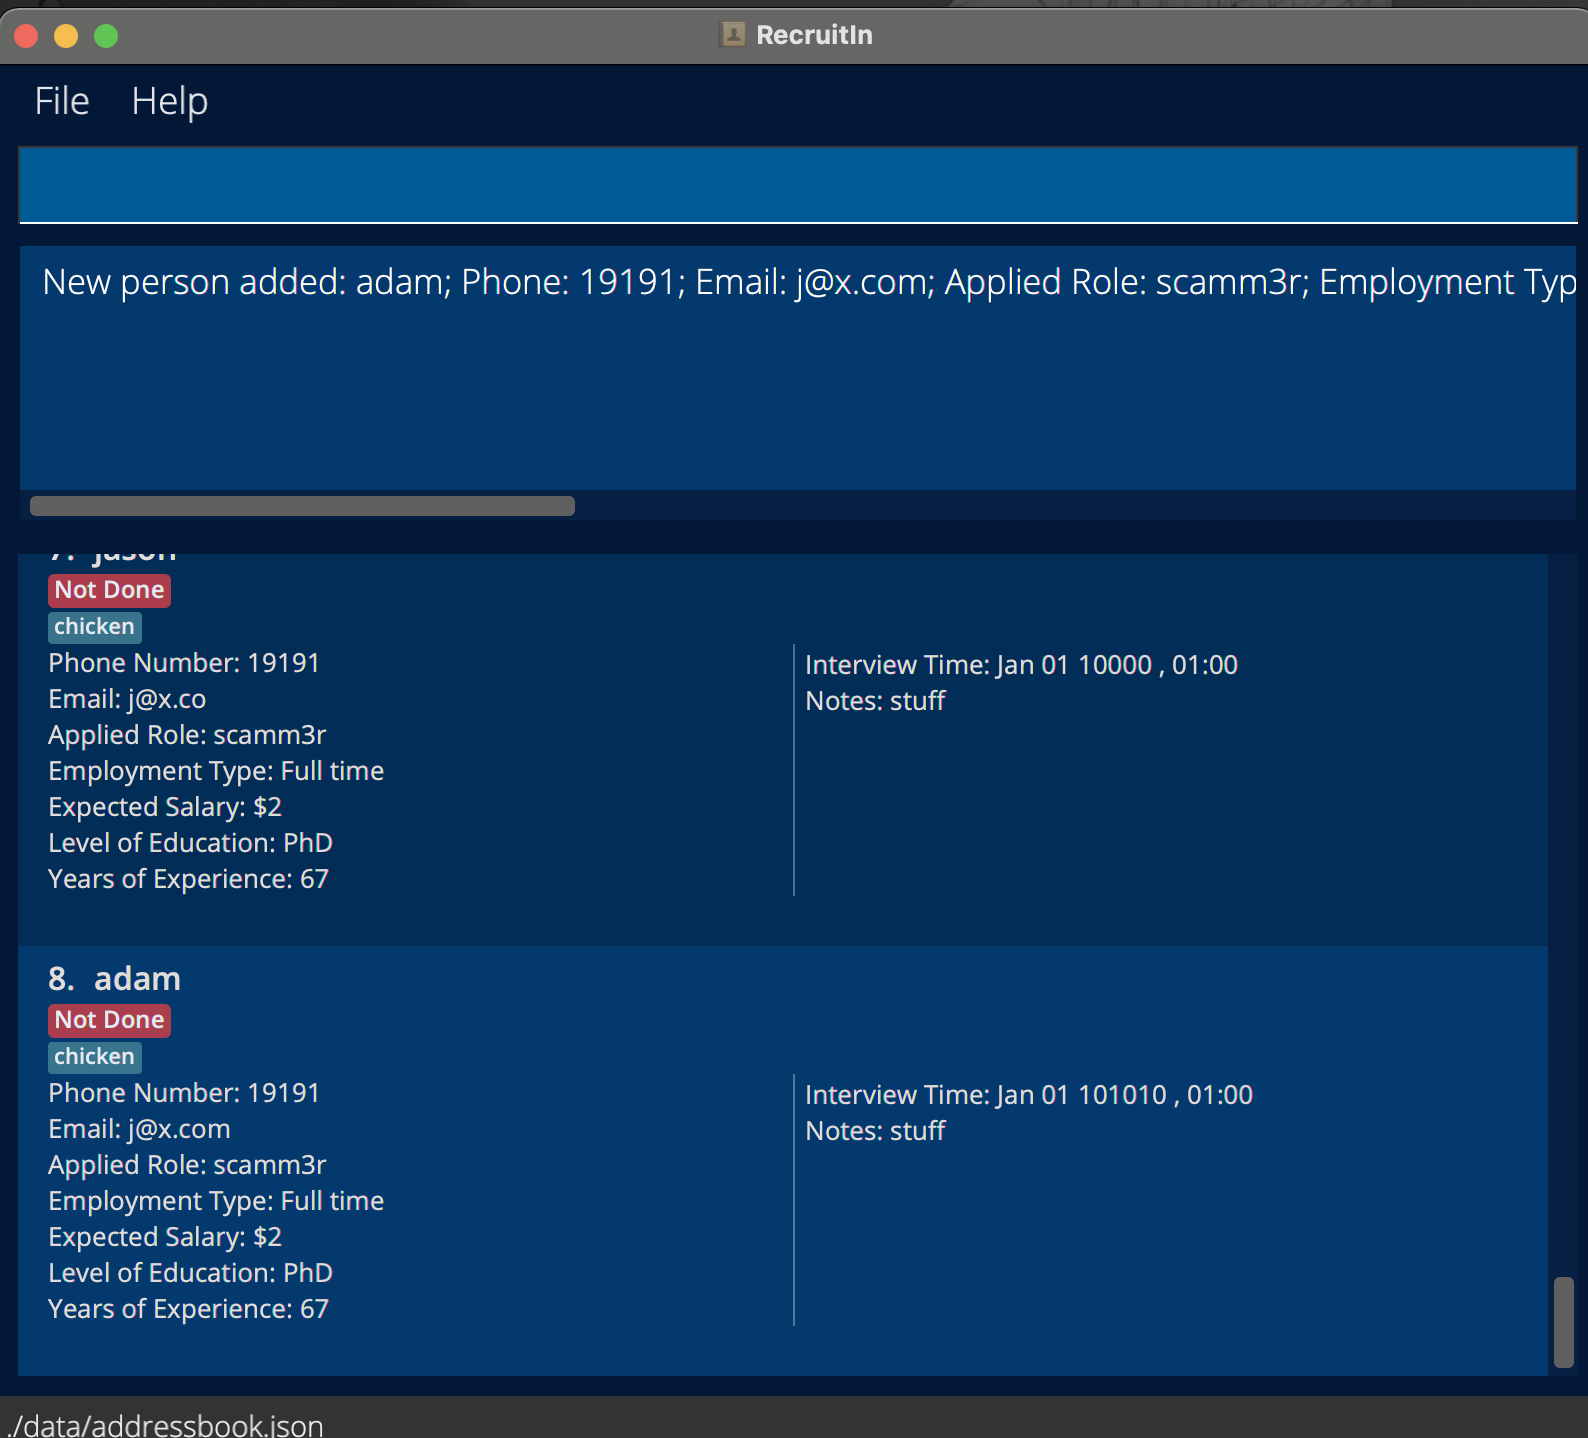 RecruitIn
File Help
New person added: adam; Phone: 19191; Email: j@x.com; Applied Role: scamm3r; Employment Typ
7. jason
Not Done
chicken
Phone Number: 19191
Email: j@x.co
Applied Role: scamm3r
Employment Type: Full time
Expected Salary: $2
Level of Education: PhD
Years of Experience: 67
Interview Time: Jan 01 10000 , 01:00
Notes: stuff
8. adam
Not Done
chicken
Phone Number: 19191
Email: j@x.com
Applied Role: scamm3r
Employment Type: Full time
Expected Salary: $2
Level of Education: PhD
Years of Experience: 67
Interview Time: Jan 01 101010 , 01:00
Notes: stuff
./data/addressbook.json